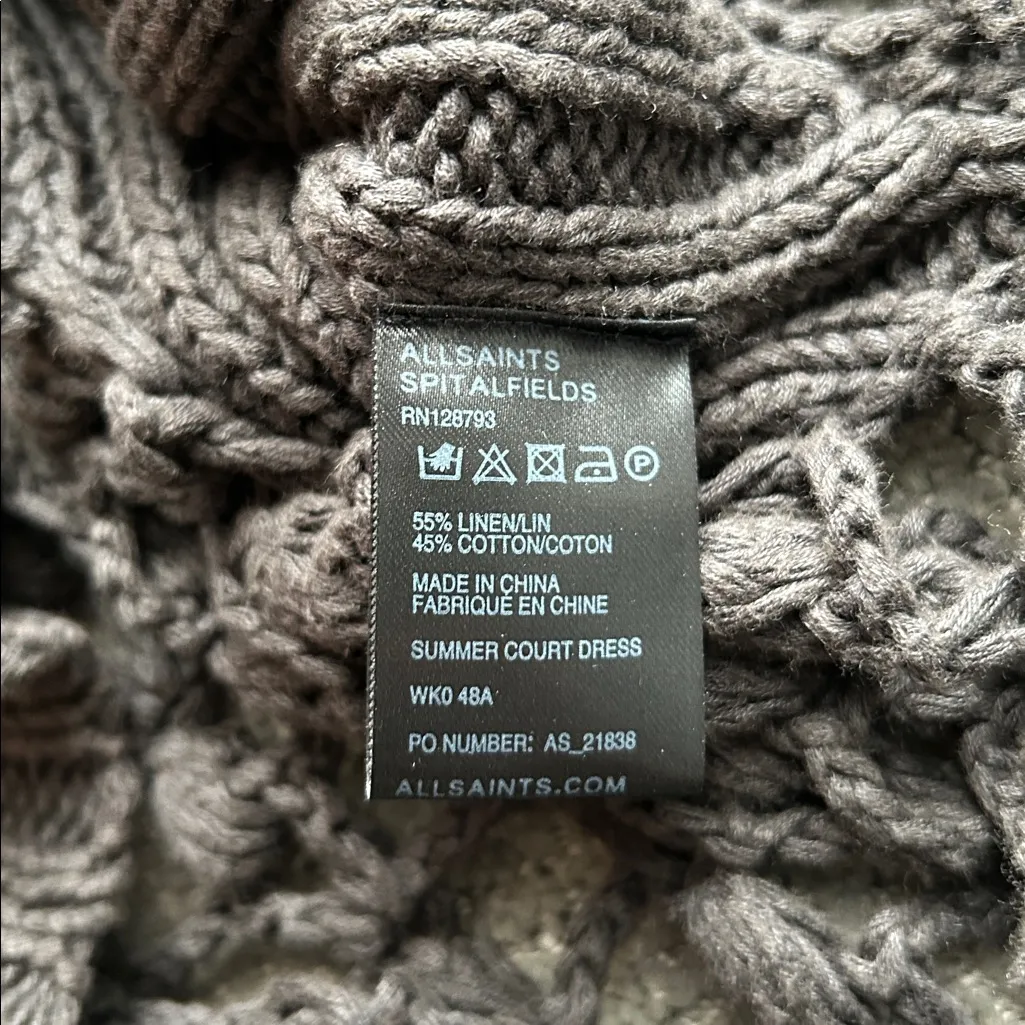 ALLSAINTS
SPITALFIELDS
RN128793
P
55% LINEN/LIN
45% COTTON/COTON
MADE IN CHINA
FABRIQUÉ EN CHINE
SUMMER COURT DRESS
WK0 48A
PO NUMBER: AS_21838
ALLSAINTS.COM